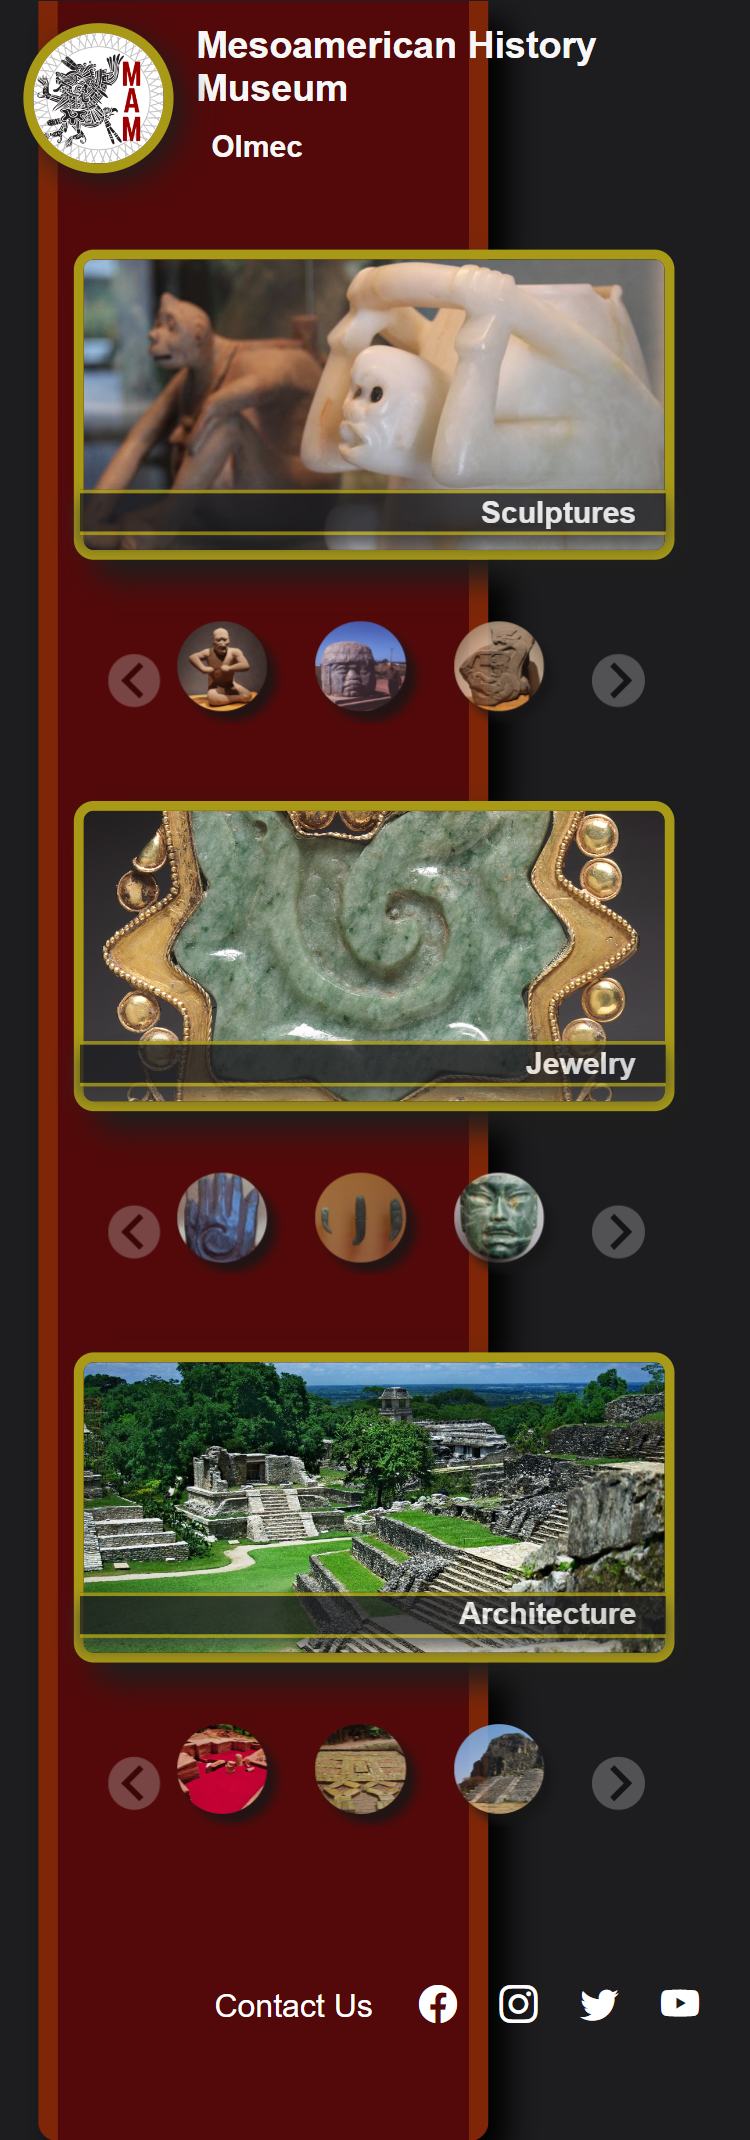 Mesoamerican History
Museum
MAM
Olmec
Sculptures
Jewelry
Architecture
Contact Us